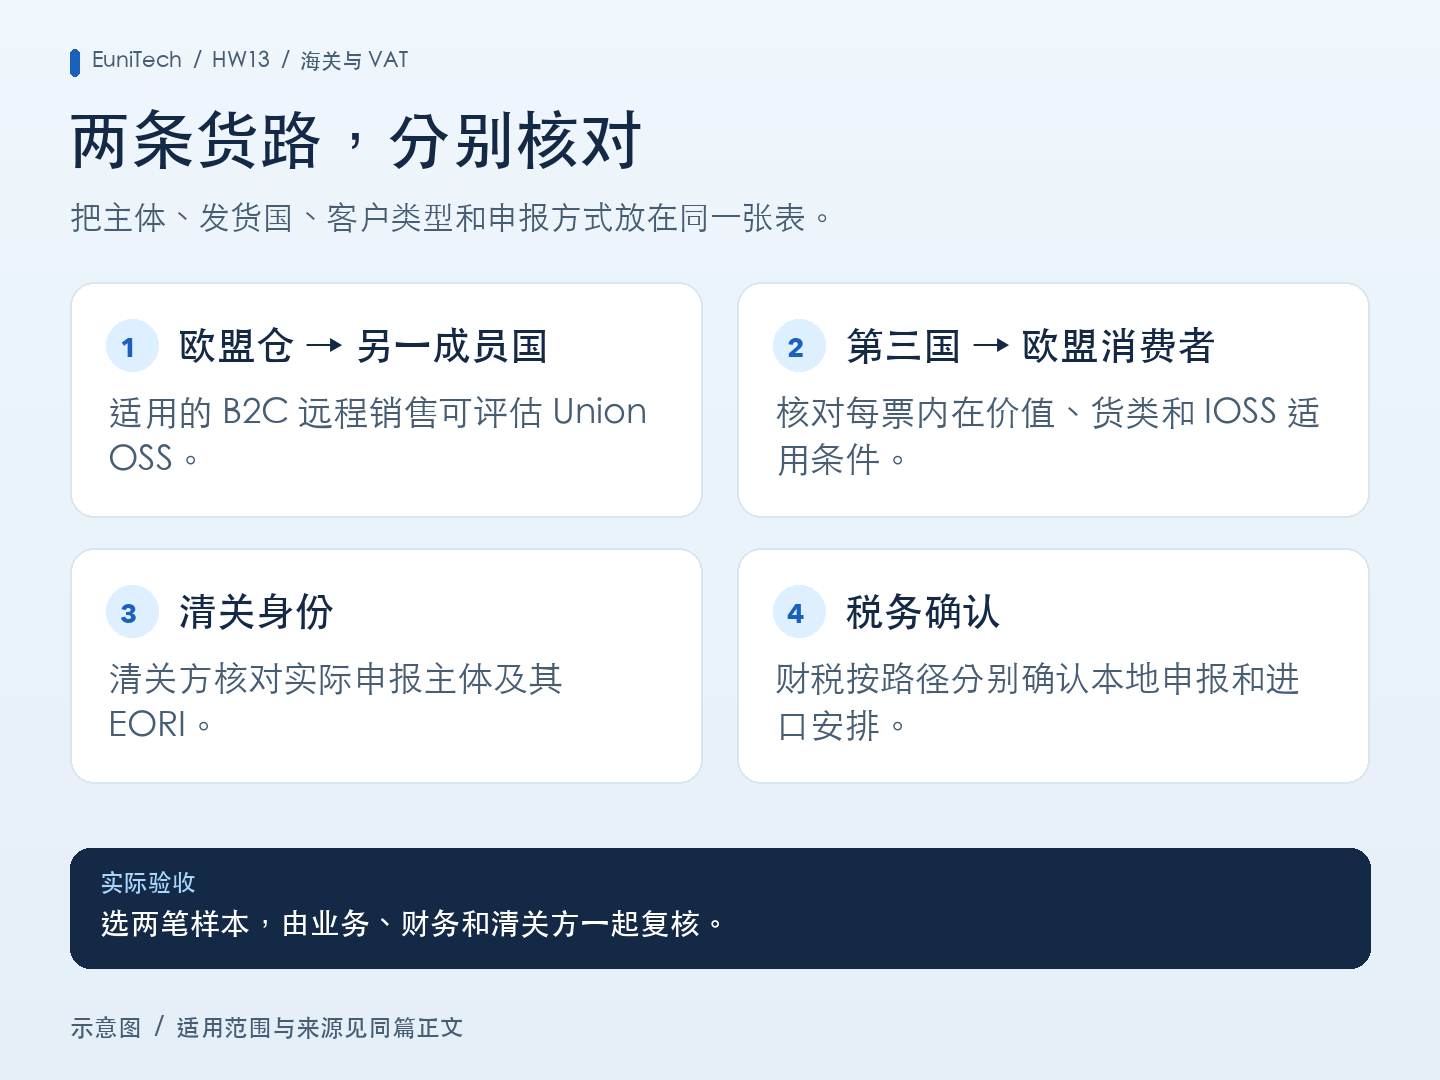 EuniTech / HW13 / 海关与 VAT
两条货路，分别核对
把主体、发货国、客户类型和申报方式放在同一张表。
1 欧盟仓 → 另一成员国
适用的 B2C 远程销售可评估 Union
OSS。
2 第三国 → 欧盟消费者
核对每票内在价值、货类和 IOSS 适
用条件。
3 清关身份
清关方核对实际申报主体及其
EORI。
4 税务确认
财税按路径分别确认本地申报和进
口安排。
实际验收
选两笔样本，由业务、财务和清关方一起复核。
示意图 / 适用范围与来源见同篇正文